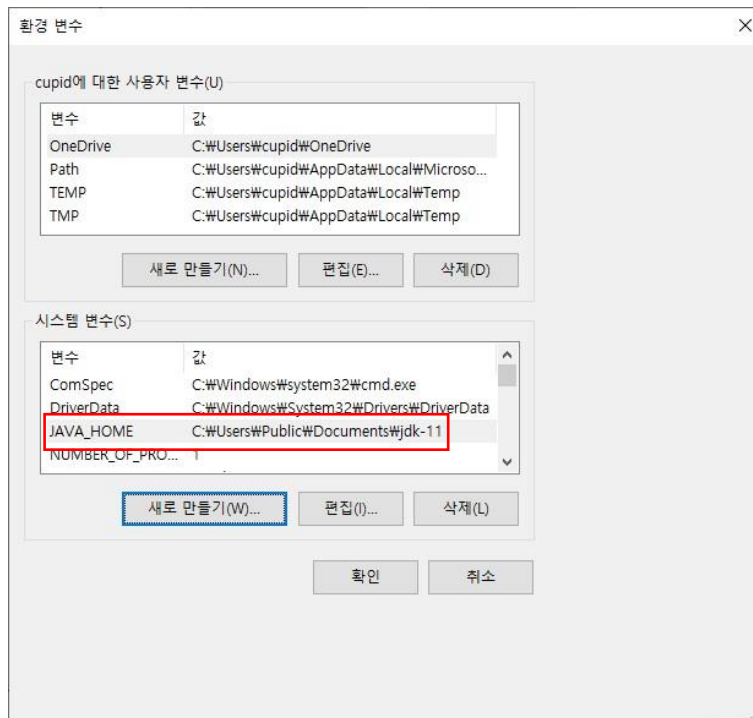 환경 변수
cupid에 대한 사용자 변수(U)
변수 값
OneDrive C:₩Users₩cupid₩OneDrive
Path C:₩Users₩cupid₩AppData₩Local₩Microso...
TEMP C:₩Users₩cupid₩AppData₩Local₩Temp
TMP C:₩Users₩cupid₩AppData₩Local₩Temp
새로 만들기(N)... 편집(E)... 삭제(D)
시스템 변수(S)
변수 값
ComSpec C:₩Windows₩system32₩cmd.exe
DriverData C:₩Windows₩System32₩Drivers₩DriverData
JAVA_HOME C:₩Users₩Public₩Documents₩jdk-11
NUMBER_OF_PRO... 1
새로 만들기(W)... 편집(I)... 삭제(L)
확인 취소